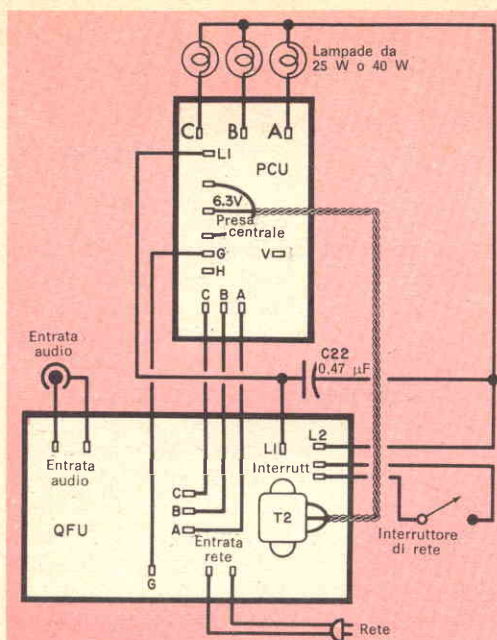 Lampade da
25 W o 40 W
C B A
L1
PCU
6.3V
Presa
centrale
G V
H
C B A
Entrata
audio
C22
0,47 µF
L1 L2
Entrata
audio
Interrutt
C
B
A
T2
QFU
Entrata
rete
G
Interruttore
di rete
Rete